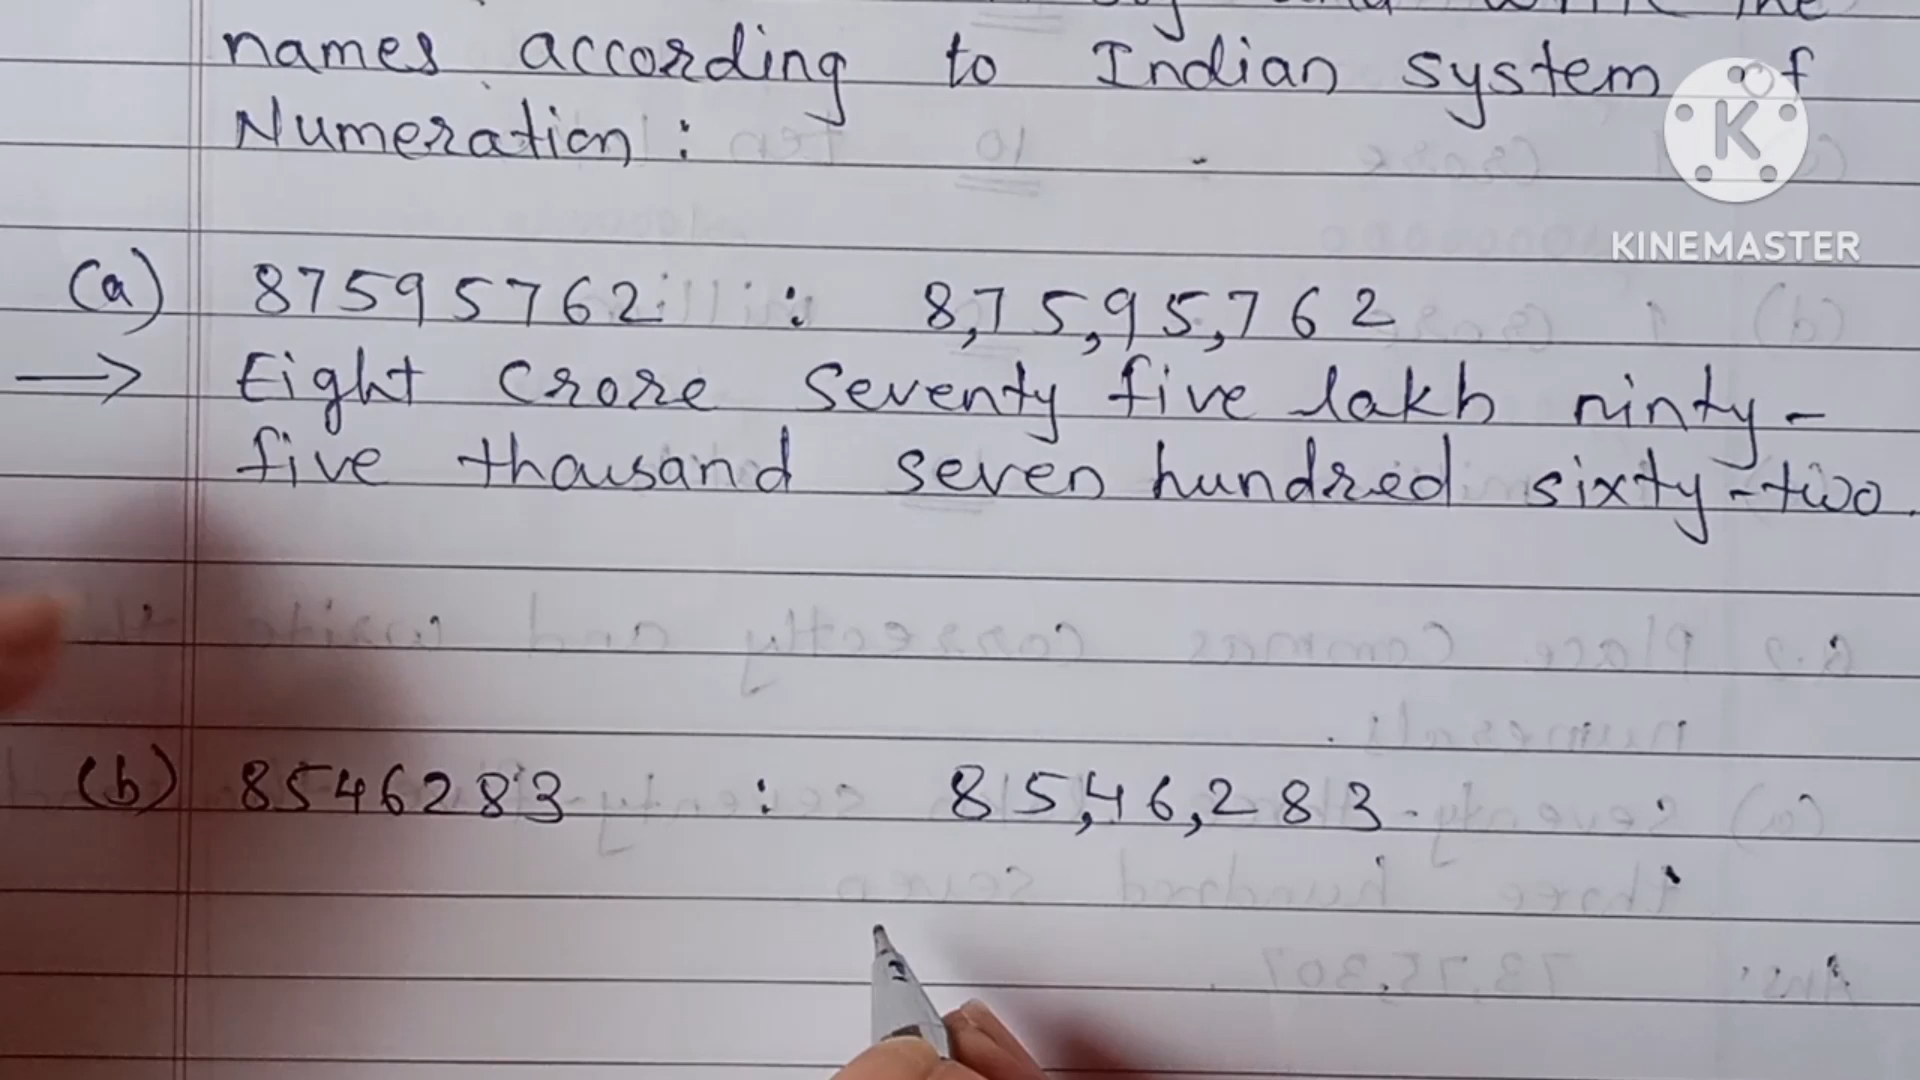 names according to Indian system of
Numeration :
K
KINEMASTER
(a) 87595762 : 8,75,95,762
→ Eight Crore Seventy five lakh ninty-
five thousand seven hundred sixty-two.
(b) 8546283 : 85,46,283